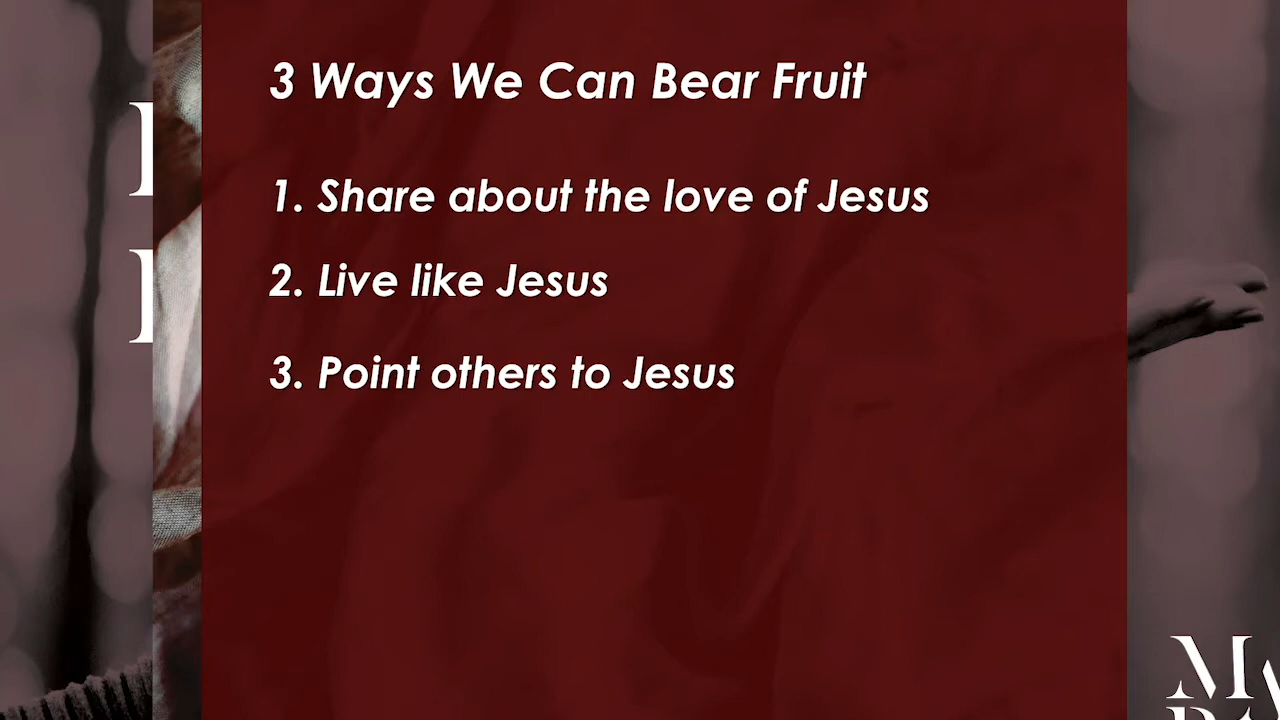 3 Ways We Can Bear Fruit
1. Share about the love of Jesus
2. Live like Jesus
3. Point others to Jesus